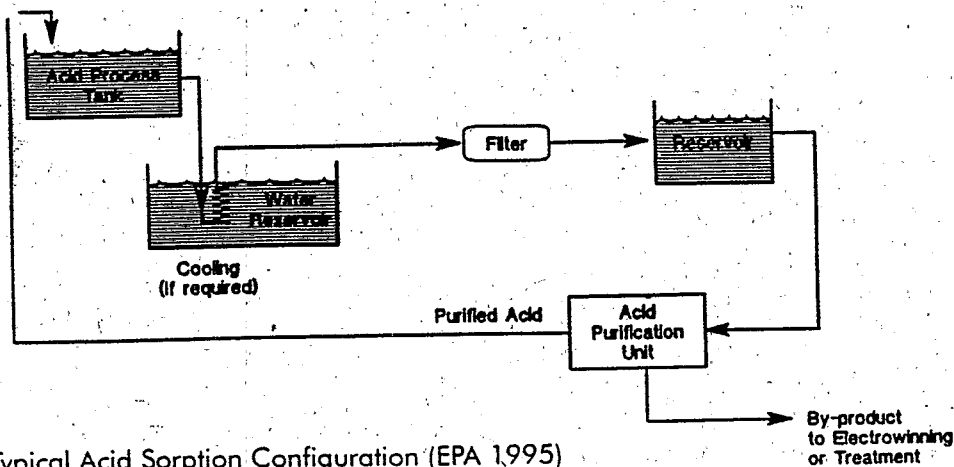 Acid Process
Tank
Filter
Reservoir
Water
Reservoir
Cooling
(if required)
Purified Acid
Acid
Purification
Unit
By-product
to Electrowinning
or Treatment
Typical Acid Sorption Configuration (EPA 1995)